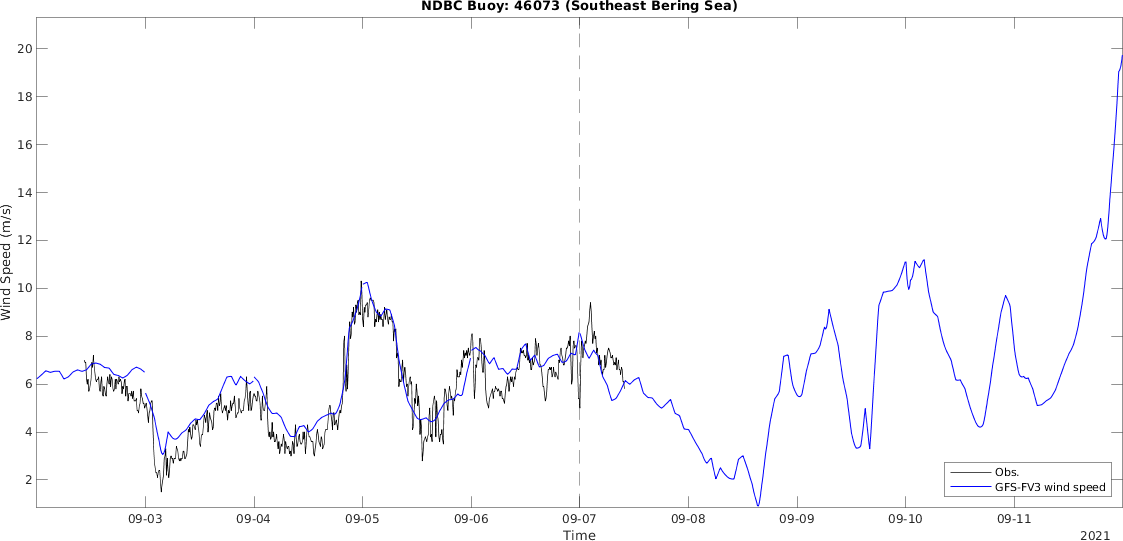 NDBC Buoy: 46073 (Southeast Bering Sea)
20
18
16
14
12
10
8
6
4
2
Wind Speed (m/s)
09-03 09-04 09-05 09-06 09-07 09-08 09-09 09-10 09-11
Time
2021
Obs.
GFS-FV3 wind speed